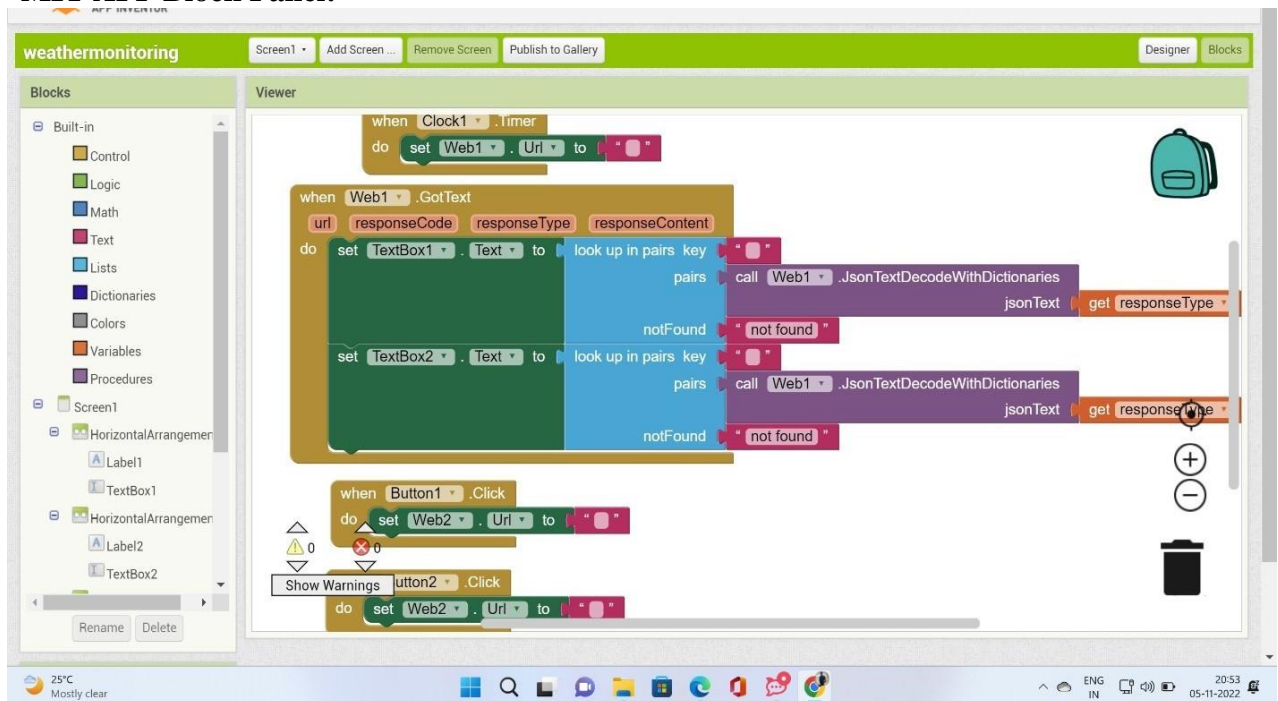 APP INVENTOR
weathermonitoring
Screen1
Add Screen ...
Remove Screen
Publish to Gallery
Designer
Blocks
Blocks
Viewer
Built-in
Control
Logic
Math
Text
Lists
Dictionaries
Colors
Variables
Procedures
Screen1
HorizontalArrangemen
Label1
TextBox1
HorizontalArrangemen
Label2
TextBox2
Rename
Delete
when Clock1 .Timer
do set Web1 . Url to " "
when Web1 .GotText
url responseCode responseType responseContent
do set TextBox1 . Text to look up in pairs key " "
pairs call Web1 .JsonTextDecodeWithDictionaries
jsonText get responseType
notFound " not found "
set TextBox2 . Text to look up in pairs key " "
pairs call Web1 .JsonTextDecodeWithDictionaries
jsonText get responseType
notFound " not found "
when Button1 .Click
do set Web2 . Url to " "
0
0
Show Warnings
utton2 .Click
do set Web2 . Url to " "
25°C
Mostly clear
ENG
IN
20:53
05-11-2022